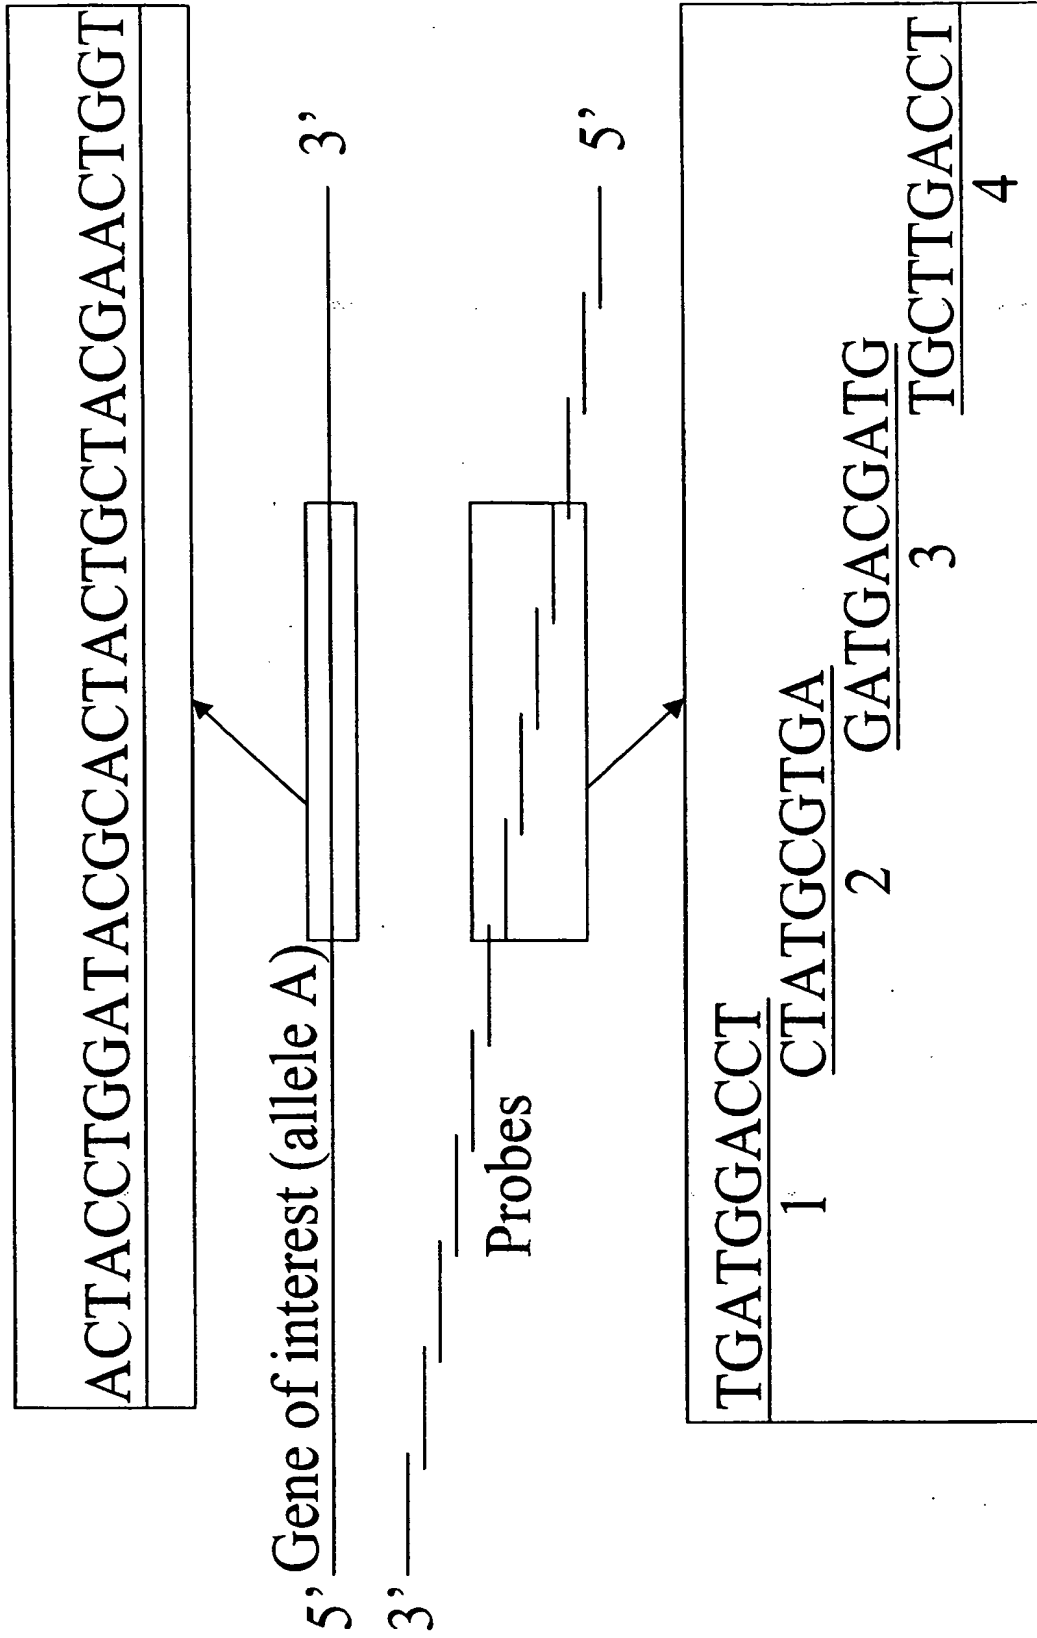 ACTACCTGGATACGCACTACTGCTACGAACTGGT
5’ Gene of interest (allele A) 3’
3’ 5’
Probes
TGATGGACCT
1
CTATGCGTGA
2
GATGACGATG
3
TGCTTGACCT
4